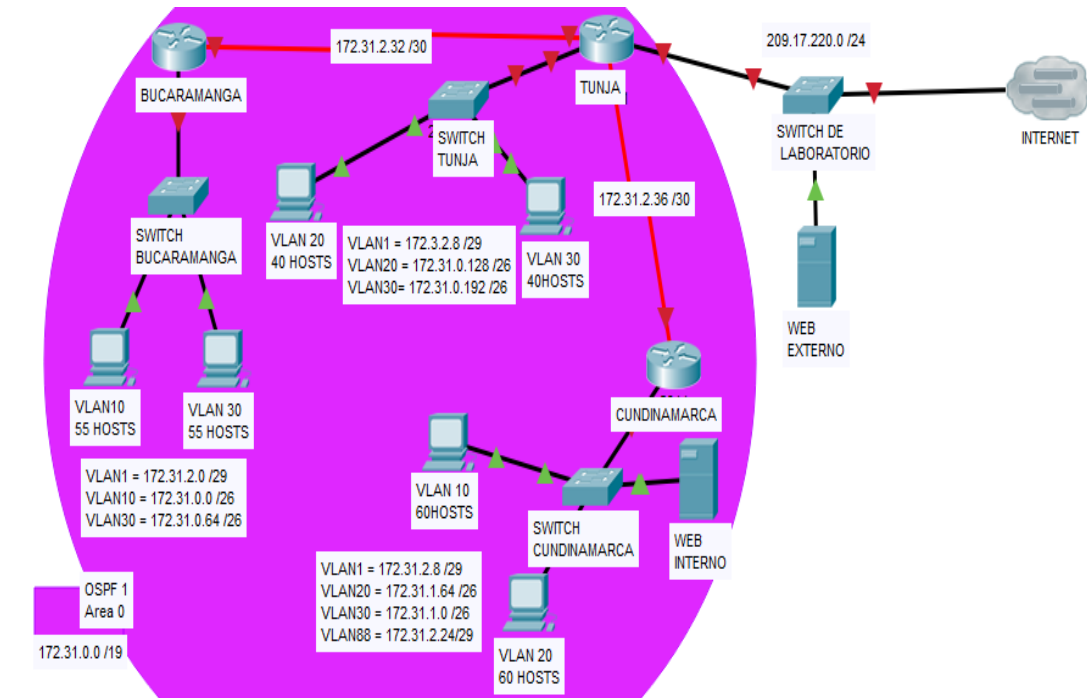 172.31.2.32 /30
209.17.220.0 /24
BUCARAMANGA
TUNJA
SWITCH
TUNJA
SWITCH DE
LABORATORIO
INTERNET
172.31.2.36 /30
SWITCH
BUCARAMANGA
VLAN 20
40 HOSTS
VLAN1 = 172.3.2.8 /29
VLAN20 = 172.31.0.128 /26
VLAN30= 172.31.0.192 /26
VLAN 30
40HOSTS
WEB
EXTERNO
VLAN10
55 HOSTS
VLAN 30
55 HOSTS
CUNDINAMARCA
VLAN1 = 172.31.2.0 /29
VLAN10 = 172.31.0.0 /26
VLAN30 = 172.31.0.64 /26
VLAN 10
60HOSTS
SWITCH
CUNDINAMARCA
WEB
INTERNO
VLAN1 = 172.31.2.8 /29
VLAN20 = 172.31.1.64 /26
VLAN30 = 172.31.1.0 /26
VLAN88 = 172.31.2.24/29
VLAN 20
60 HOSTS
OSPF 1
Area 0
172.31.0.0 /19